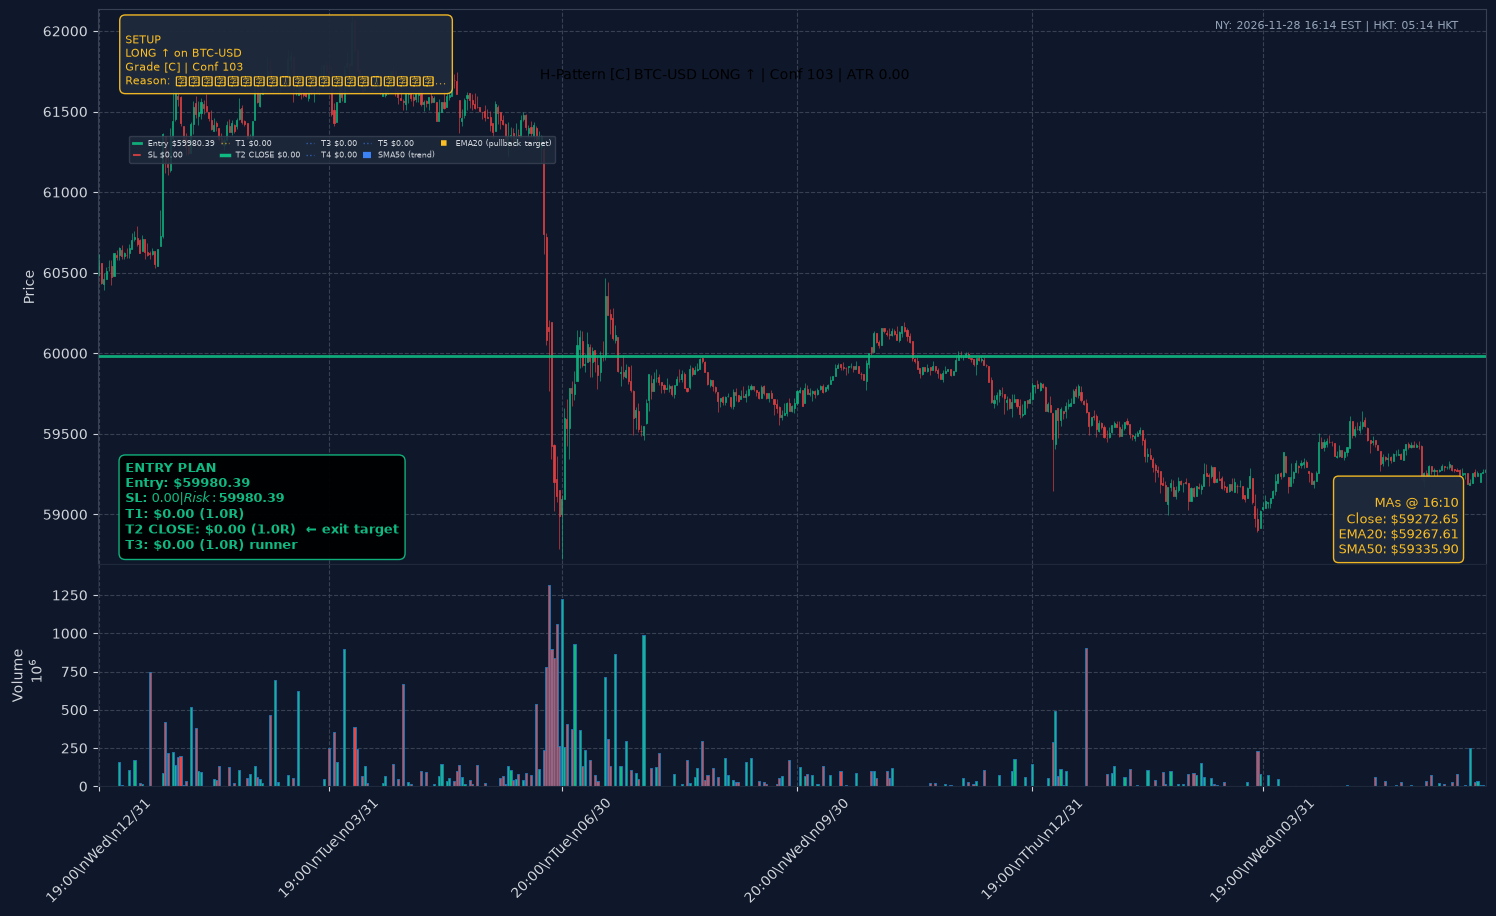 NY: 2026-11-28 16:14 EST | HKT: 05:14 HKT
SETUP
LONG ↑ on BTC-USD
Grade [C] | Conf 103
Reason:
H-Pattern [C] BTC-USD LONG ↑ | Conf 103 | ATR 0.00
Entry $59980.39 T1 $0.00 T3 $0.00 T5 $0.00 EMA20 (pullback target)
SL $0.00 T2 CLOSE $0.00 T4 $0.00 SMA50 (trend)
Price
62000
61500
61000
60500
60000
59500
59000
ENTRY PLAN
Entry: $59980.39
SL: 0.00|Risk:59980.39
T1: $0.00 (1.0R)
T2 CLOSE: $0.00 (1.0R) ← exit target
T3: $0.00 (1.0R) runner
MAs @ 16:10
Close: $59272.65
EMA20: $59267.61
SMA50: $59335.90
Volume
10⁶
1250
1000
750
500
250
0
19:00\nWed\n12/31
19:00\nTue\n03/31
20:00\nTue\n06/30
20:00\nWed\n09/30
19:00\nThu\n12/31
19:00\nWed\n03/31